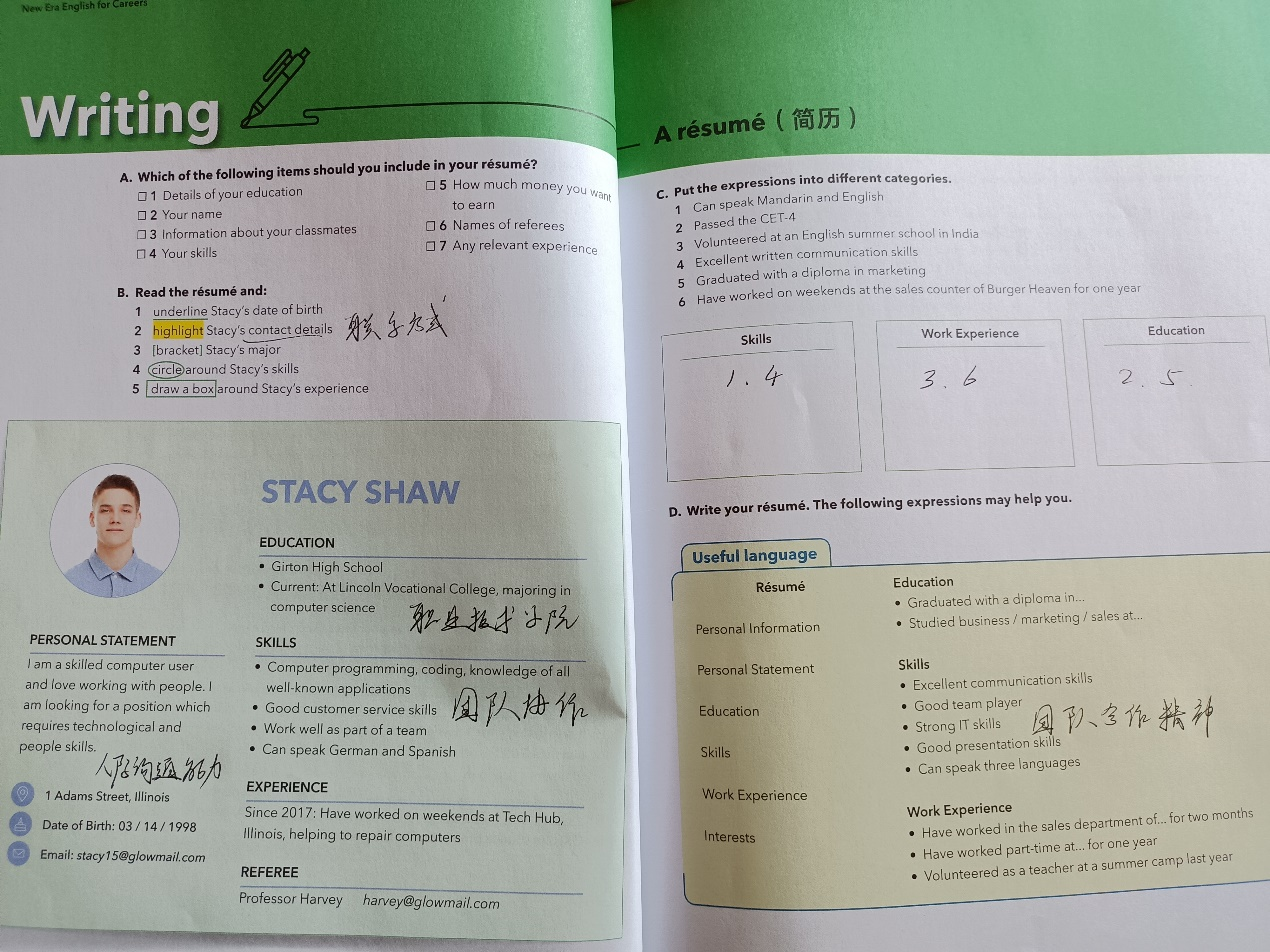 New Era English for Careers
Writing
A. Which of the following items should you include in your résumé?
☐ 1 Details of your education
☐ 2 Your name
☐ 3 Information about your classmates
☐ 4 Your skills
☐ 5 How much money you want
to earn
☐ 6 Names of referees
☐ 7 Any relevant experience
B. Read the résumé and:
1 underline Stacy's date of birth
2 highlight Stacy's contact details 联系方式
3 [bracket] Stacy's major
4 circle around Stacy's skills
5 draw a box around Stacy's experience
STACY SHAW
PERSONAL STATEMENT
I am a skilled computer user
and love working with people. I
am looking for a position which
requires technological and
people skills.
人际沟通能力
1 Adams Street, Illinois
Date of Birth: 03 / 14 / 1998
Email: stacy15@glowmail.com
EDUCATION
• Girton High School
• Current: At Lincoln Vocational College, majoring in
computer science 职业技术学院
SKILLS
• Computer programming, coding, knowledge of all
well-known applications
• Good customer service skills 团队协作
• Work well as part of a team
• Can speak German and Spanish
EXPERIENCE
Since 2017: Have worked on weekends at Tech Hub,
Illinois, helping to repair computers
REFEREE
Professor Harvey harvey@glowmail.com
A résumé（简历）
C. Put the expressions into different categories.
1 Can speak Mandarin and English
2 Passed the CET-4
3 Volunteered at an English summer school in India
4 Excellent written communication skills
5 Graduated with a diploma in marketing
6 Have worked on weekends at the sales counter of Burger Heaven for one year
Skills
1. 4
Work Experience
3. 6
Education
2. 5.
D. Write your résumé. The following expressions may help you.
Useful language
Résumé
Personal Information
Personal Statement
Education
Skills
Work Experience
Interests
Education
• Graduated with a diploma in...
• Studied business / marketing / sales at...
Skills
• Excellent communication skills
• Good team player
• Strong IT skills 团队合作精神
• Good presentation skills
• Can speak three languages
Work Experience
• Have worked in the sales department of... for two months
• Have worked part-time at... for one year
• Volunteered as a teacher at a summer camp last year